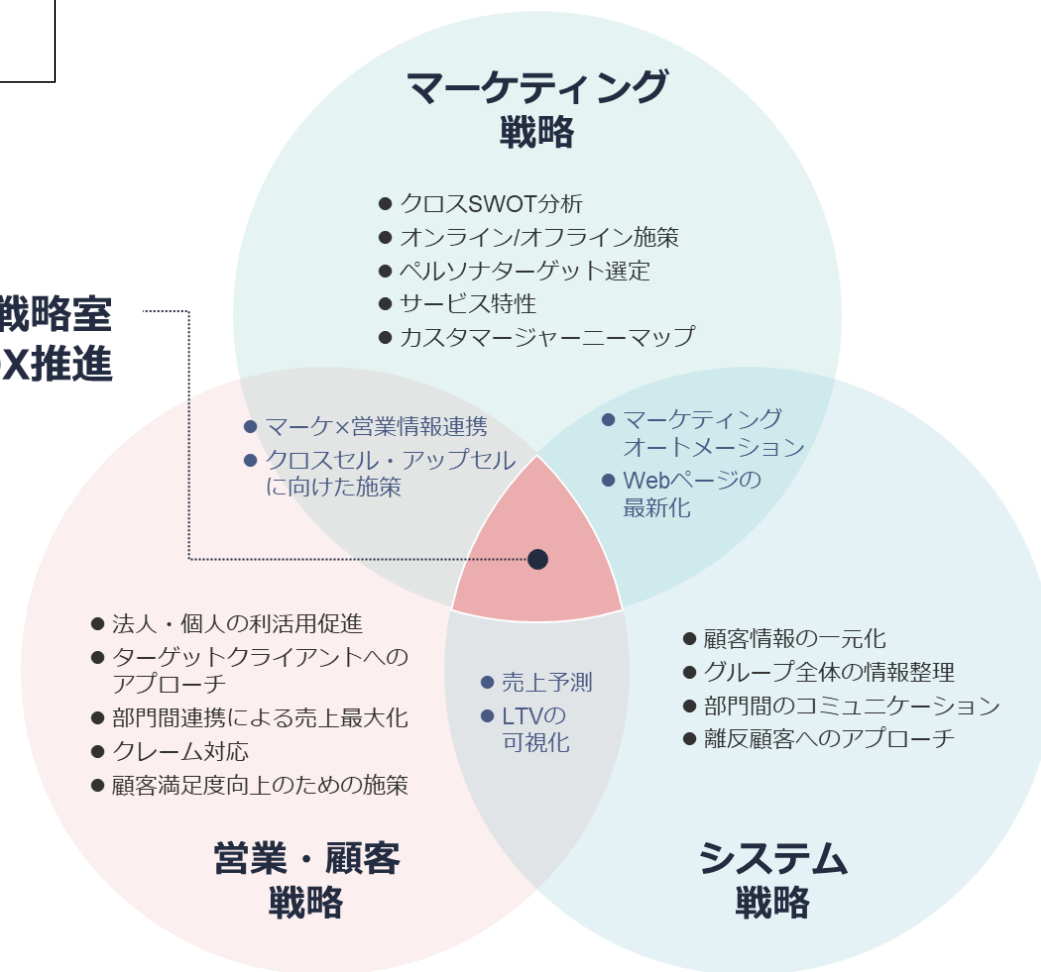 マーケティング
戦略
● クロスSWOT分析
● オンライン/オフライン施策
● ペルソナターゲット選定
● サービス特性
● カスタマージャーニーマップ
戦略室
X推進
● マーケ×営業情報連携
● クロスセル・アップセル
に向けた施策
● マーケティング
オートメーション
● Webページの
最新化
● 法人・個人の利活用促進
● ターゲットクライアントへの
アプローチ
● 部門間連携による売上最大化
● クレーム対応
● 顧客満足度向上のための施策
● 売上予測
● LTVの
可視化
● 顧客情報の一元化
● グループ全体の情報整理
● 部門間のコミュニケーション
● 離反顧客へのアプローチ
営業・顧客
戦略
システム
戦略